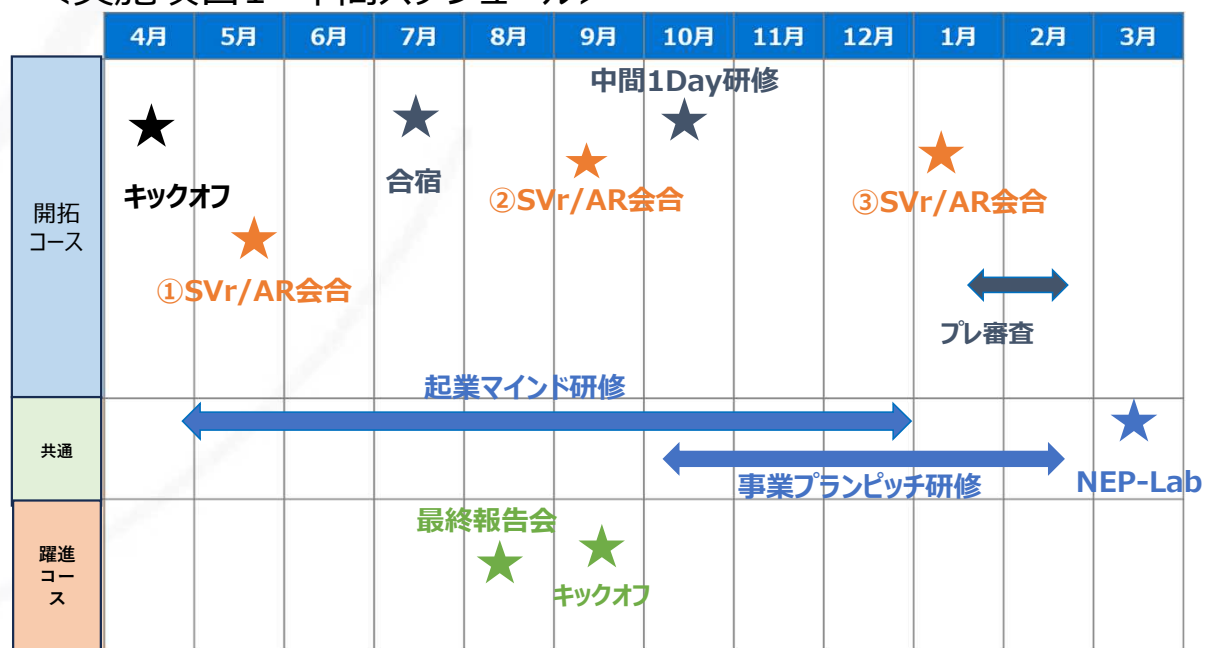 4月 5月 6月 7月 8月 9月 10月 11月 12月 1月 2月 3月
中間1Day研修
キックオフ
合宿
②SVr/AR会合
③SVr/AR会合
開拓
コース
①SVr/AR会合
プレ審査
起業マインド研修
共通
事業プランピッチ研修
NEP-Lab
最終報告会
躍進
コー
ス
キックオフ